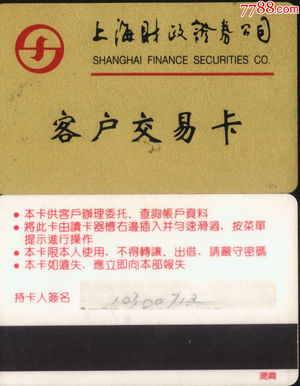 7788.com
上海財政證券公司
SHANGHAI FINANCE SECURITIES CO.
客户交易卡
• 本卡供客戶辦理委托、查詢帳戶資料
• 將此卡由讀卡器槽右邊插入并勻速滑過，按菜單
提示進行操作
• 本卡限本人使用，不得轉讓、出借，請嚴守密碼
• 本卡如遺失，應立即向本部報失
持卡人簽名
10300712